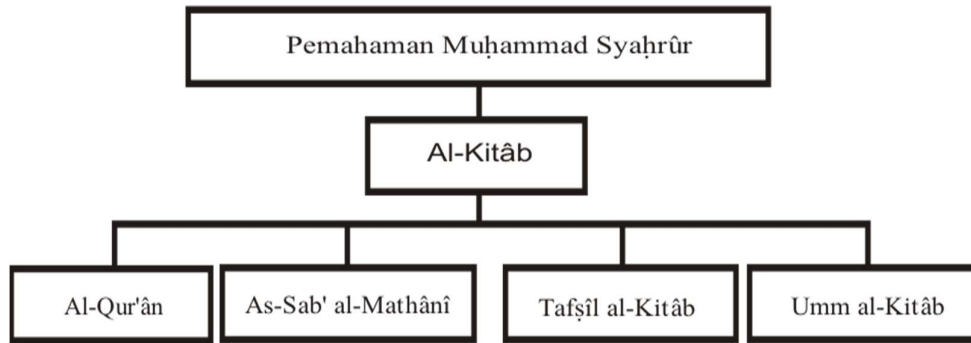 Pemahaman Muḥammad Syaḥrûr
Al-Kitâb
Al-Qur'ân
As-Sab' al-Mathânî
Tafṣîl al-Kitâb
Umm al-Kitâb